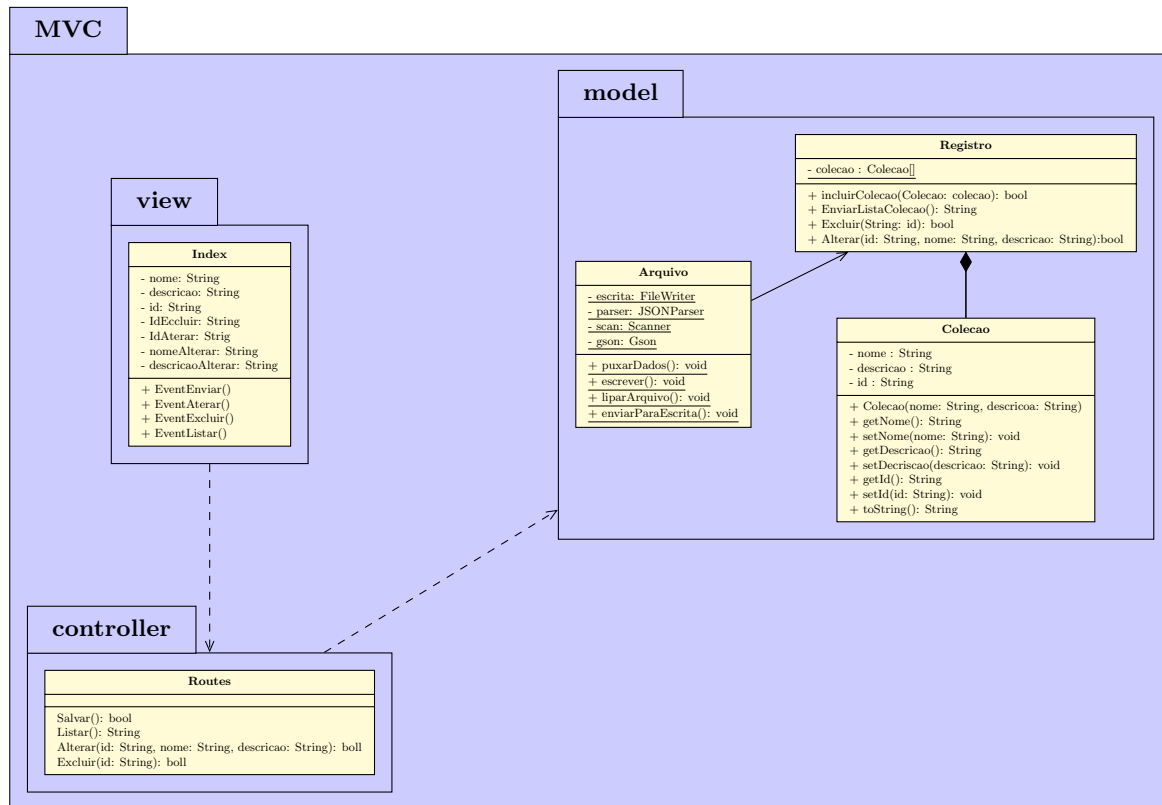 MVC
model
Registro
- colecao : Colecao[]
+ incluirColecao(Colecao: colecao): bool
+ EnviarListaColecao(): String
+ Excluir(String: id): bool
+ Alterar(id: String, nome: String, descricao: String):bool
view
Index
- nome: String
- descricao: String
- id: String
- IdEccluir: String
- IdAterar: Strig
- nomeAlterar: String
- descricaoAlterar: String
+ EventEnviar()
+ EventAterar()
+ EventExcluir()
+ EventListar()
Arquivo
- escrita: FileWriter
- parser: JSONParser
- scan: Scanner
- gson: Gson
+ puxarDados(): void
+ escrever(): void
+ liparArquivo(): void
+ enviarParaEscrita(): void
Colecao
- nome : String
- descricao : String
- id : String
+ Colecao(nome: String, descricoa: String)
+ getNome(): String
+ setNome(nome: String): void
+ getDescricao(): String
+ setDecriscao(descricao: String): void
+ getId(): String
+ setId(id: String): void
+ toString(): String
controller
Routes
Salvar(): bool
Listar(): String
Alterar(id: String, nome: String, descricao: String): boll
Excluir(id: String): boll